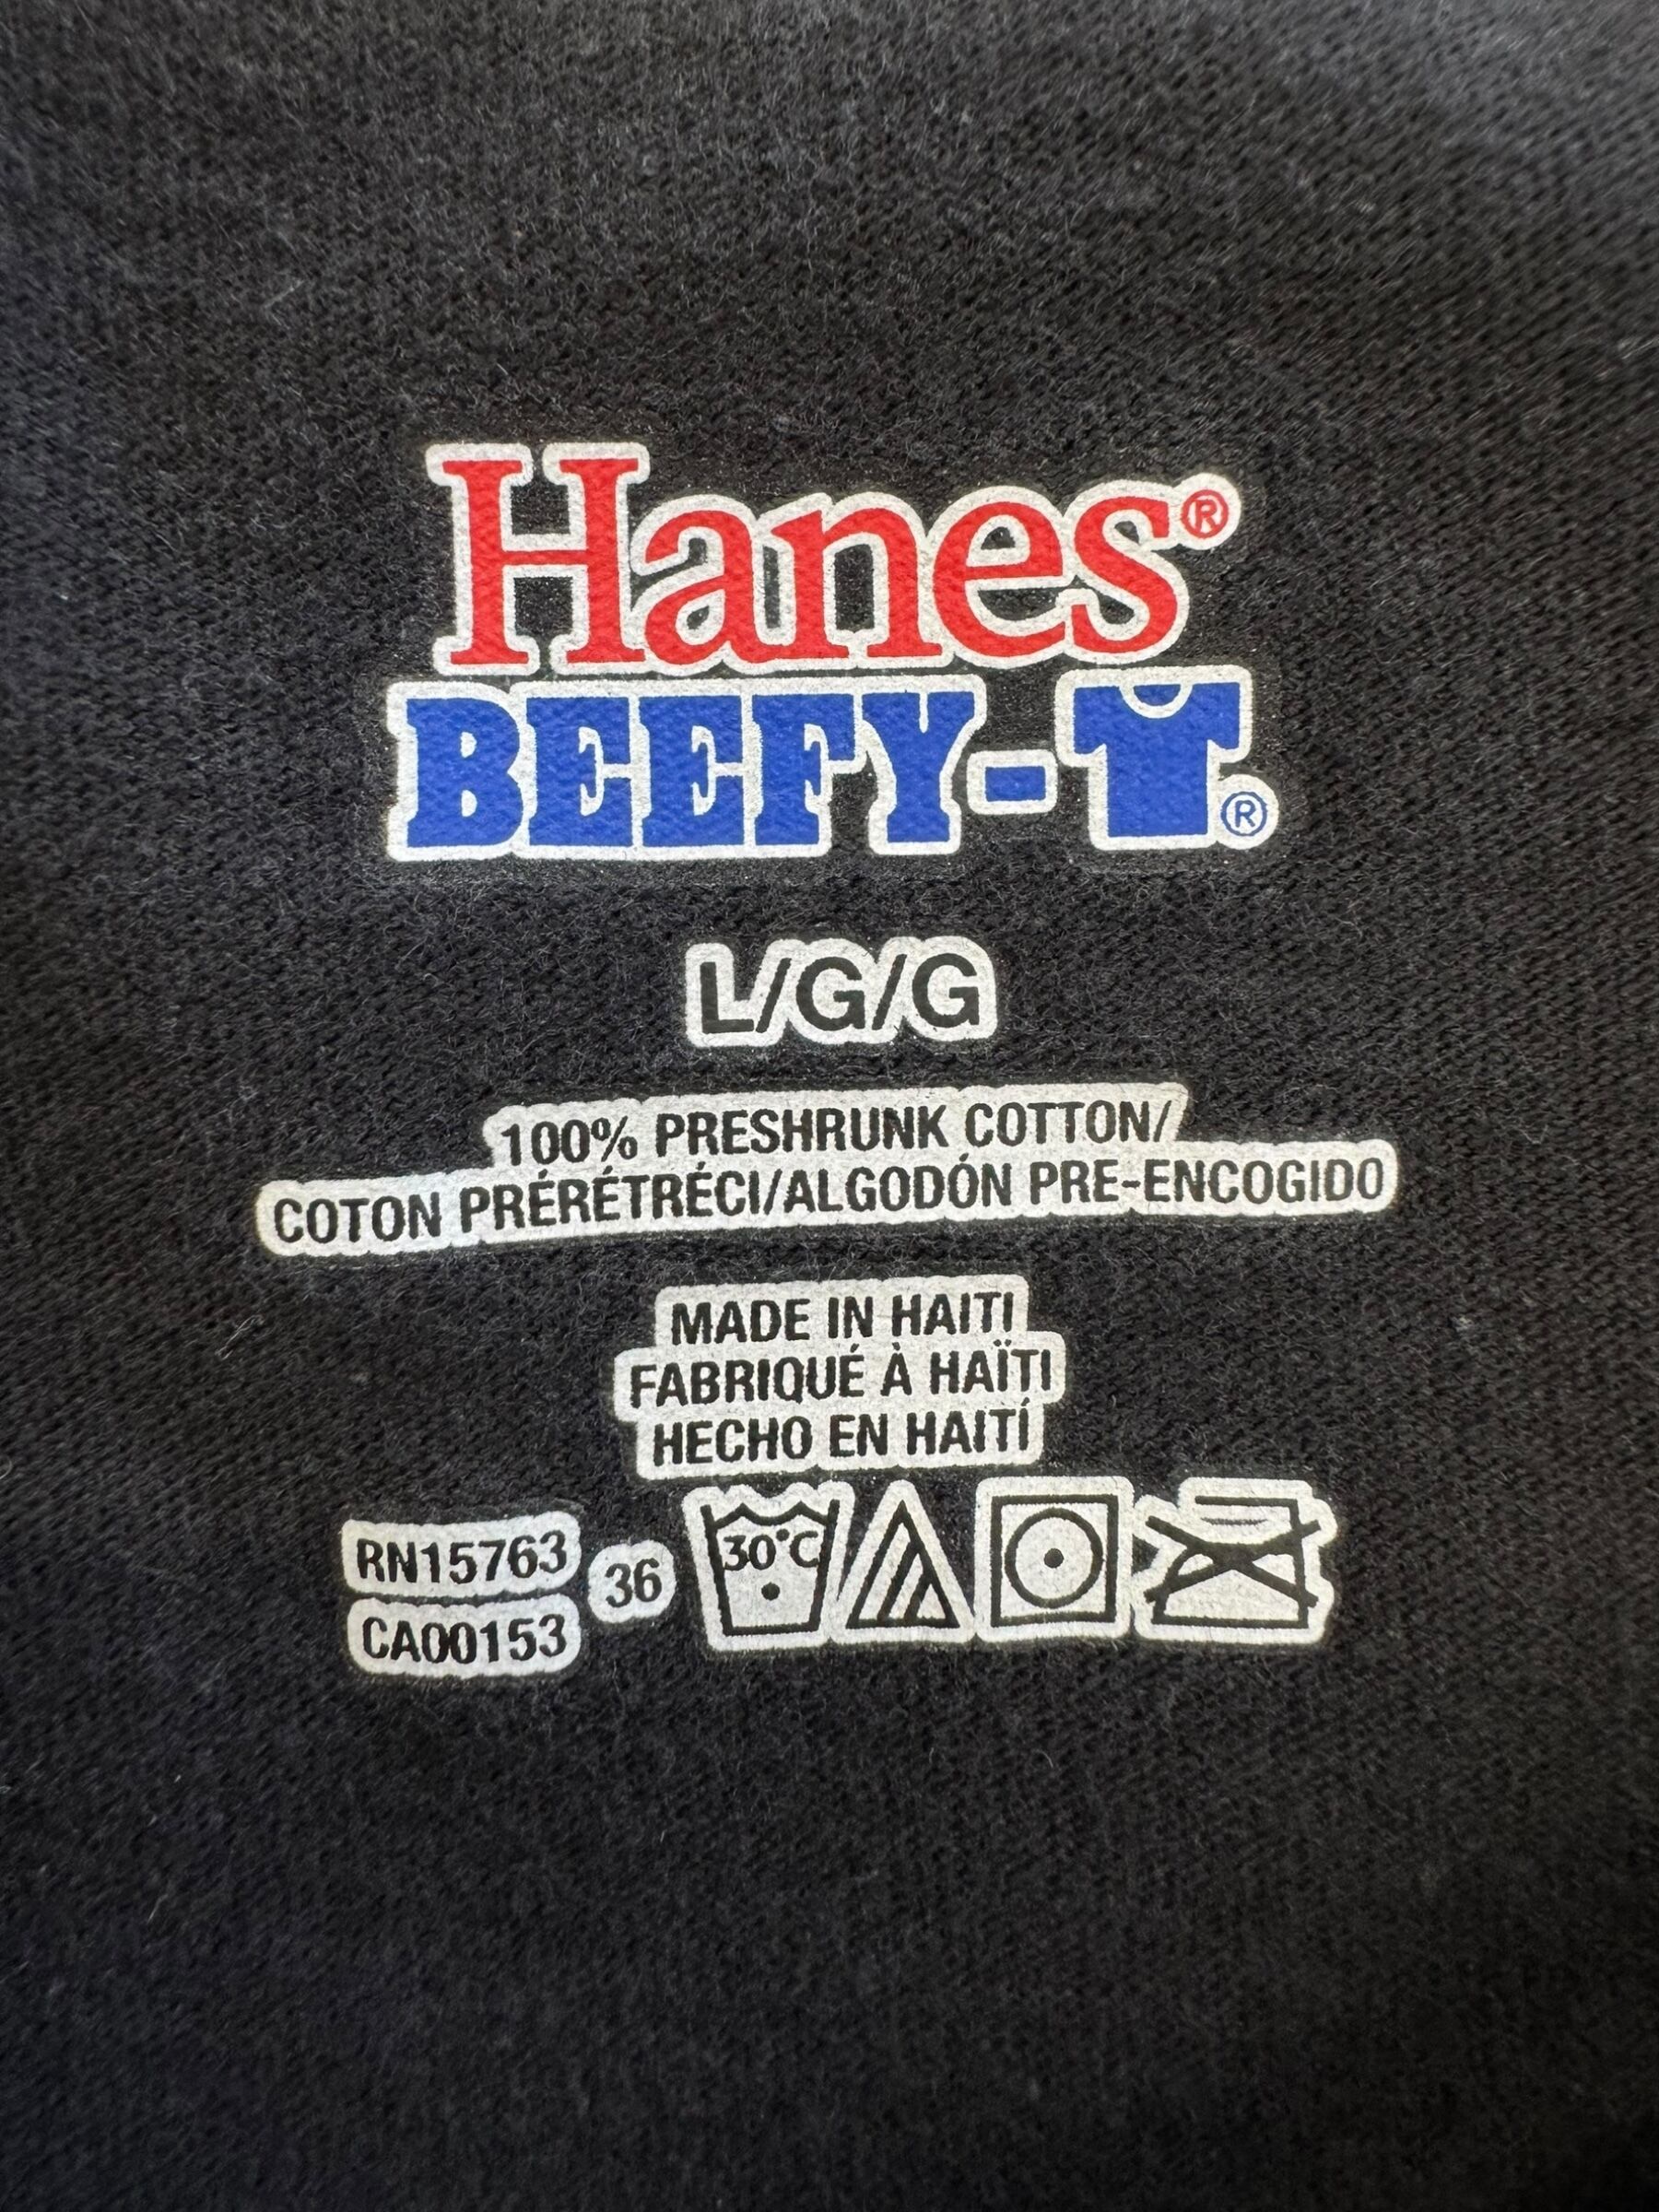 Hanes®
BEEFY-T®
L/G/G
100% PRESHRUNK COTTON/
COTON PRÉRÉTRÉCI/ALGODÓN PRE-ENCOGIDO
MADE IN HAITI
FABRIQUÉ À HAÏTI
HECHO EN HAITÍ
RN15763
CA00153
36
30°C